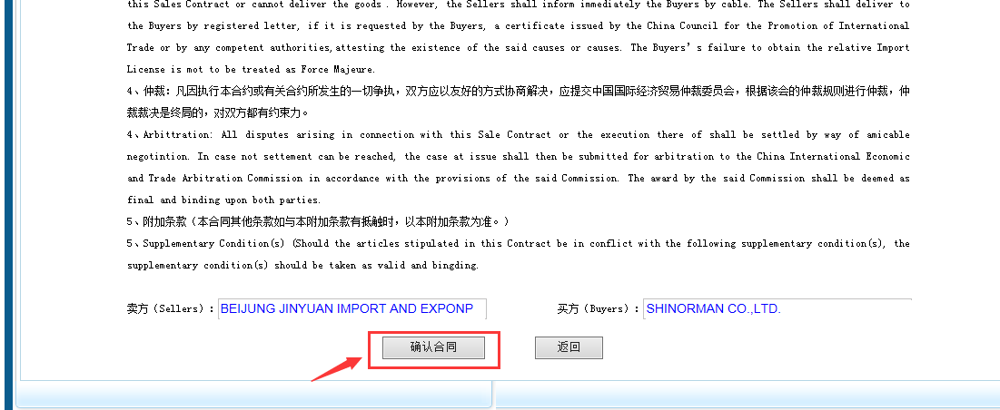 this Sales Contract or cannot deliver the goods . However, the Sellers shall inform immediately the Buyers by cable. The Sellers shall deliver to
the Buyers by registered letter, if it is requested by the Buyers, a certificate issued by the China Council for the Promotion of International
Trade or by any competent authorities,attesting the existence of the said causes or causes. The Buyers’s failure to obtain the relative Import
License is mot to be treated as Force Majeure.
4、仲裁：凡因执行本合约或有关合约所发生的一切争执，双方应以友好的方式协商解决，应提交中国国际经济贸易仲裁委员会，根据该会的仲裁规则进行仲裁，仲
裁裁决是终局的，对双方都有约束力。
4、Arbittration: All disputes arising in connection with this Sale Contract or the execution there of shall be settled by way of amicable
negotintion. In case not settement can be reached, the case at issue shall then be submitted for arbitration to the China International Economic
and Trade Arbitration Commission in accordance with the provisions of the said Commission. The award by the said Commission shall be deemed as
final and binding upon both parties.
5、附加条款（本合同其他条款如与本附加条款有抵触时，以本附加条款为准。）
5、Supplementary Condition(s) (Should the articles stipulated in this Contract be in conflict with the following supplementary condition(s), the
supplementary condition(s) should be taken as valid and bingding.
卖方（Sellers）：BEIJUNG JINYUAN IMPORT AND EXPONP 买方（Buyers）：SHINORMAN CO.,LTD.
确认合同 返回